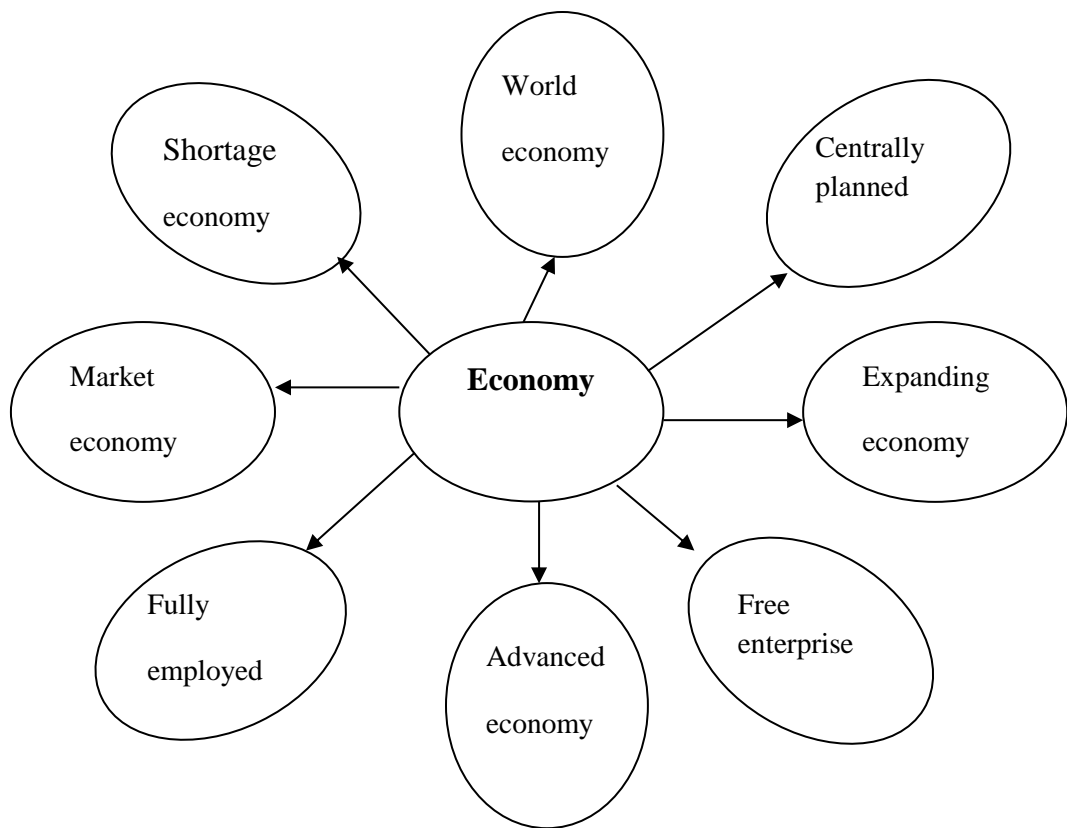 World
economy
Shortage
economy
Centrally
planned
Market
economy
Economy
Expanding
economy
Fully
employed
Advanced
economy
Free
enterprise